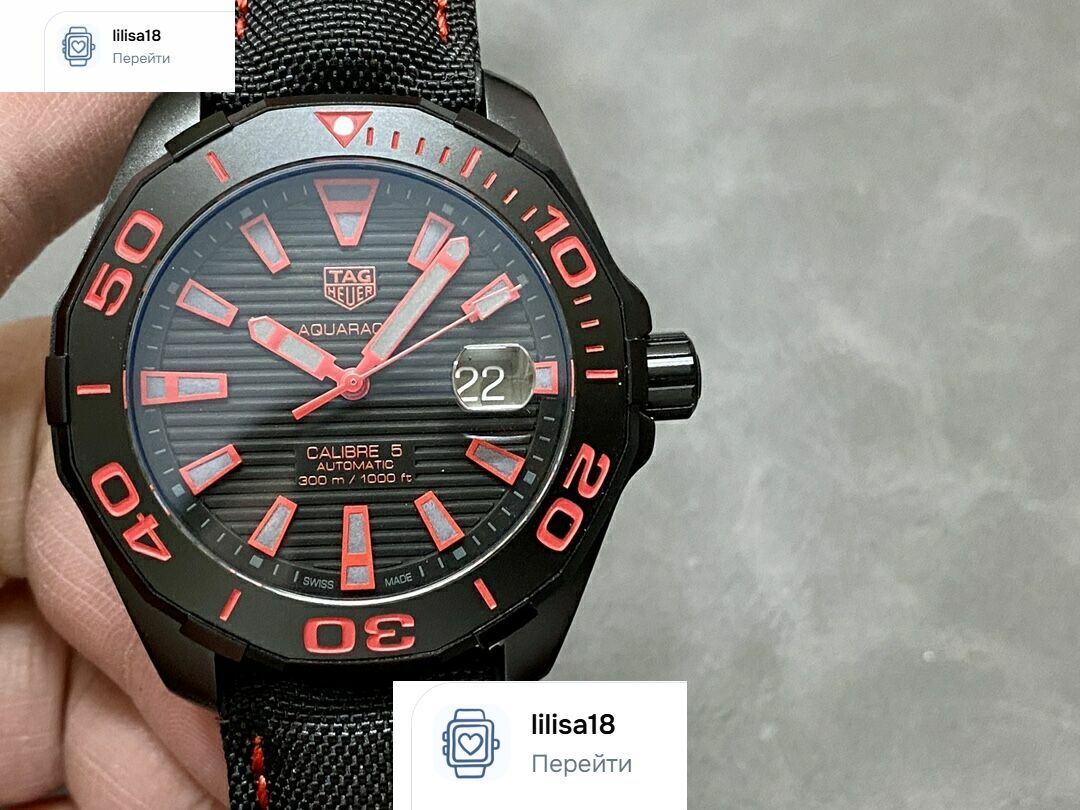 lilisa18
Перейти
10
50
TAG
HEUER
AQUARAC
22
CALIBRE 5
AUTOMATIC
300 m / 1000 ft
20
40
SWISS MADE
30
lilisa18
Перейти